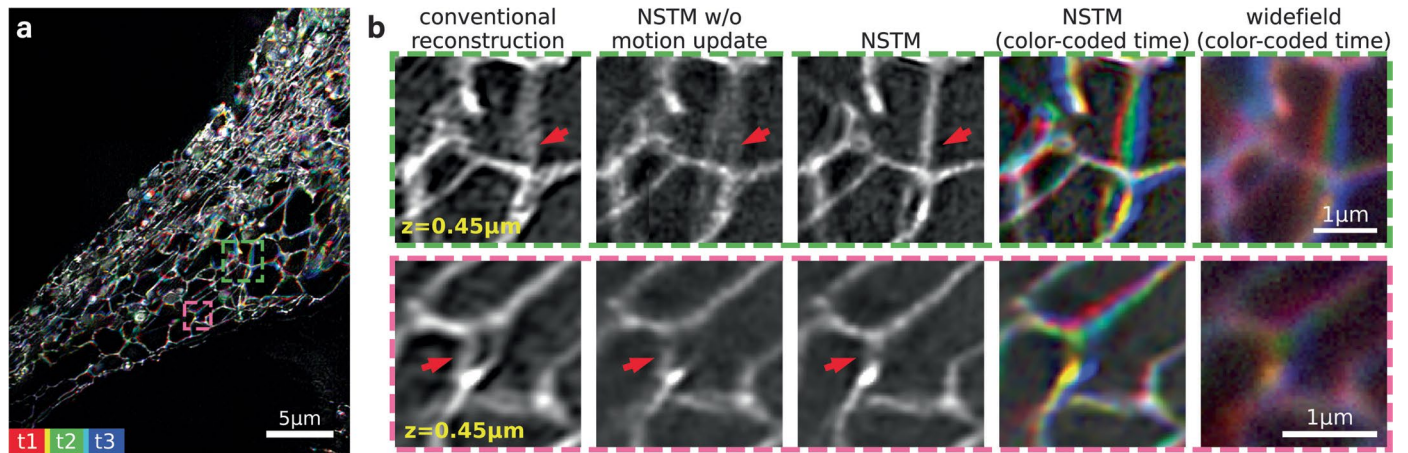 a
5μm
t1 t2 t3
b
conventional
reconstruction
NSTM w/o
motion update
NSTM
NSTM
(color-coded time)
widefield
(color-coded time)
z=0.45μm
1μm
z=0.45μm
1μm